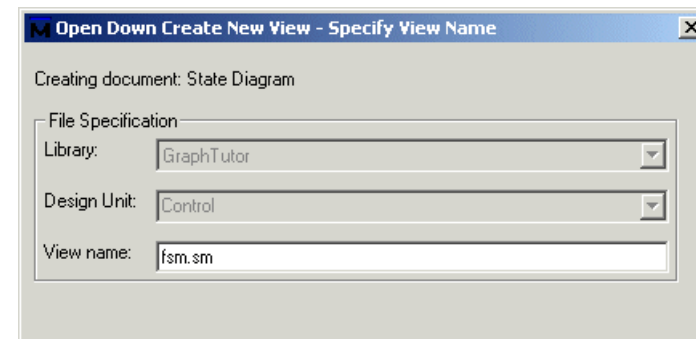 Open Down Create New View - Specify View Name
Creating document: State Diagram
File Specification
Library: GraphTutor
Design Unit: Control
View name: fsm.sm